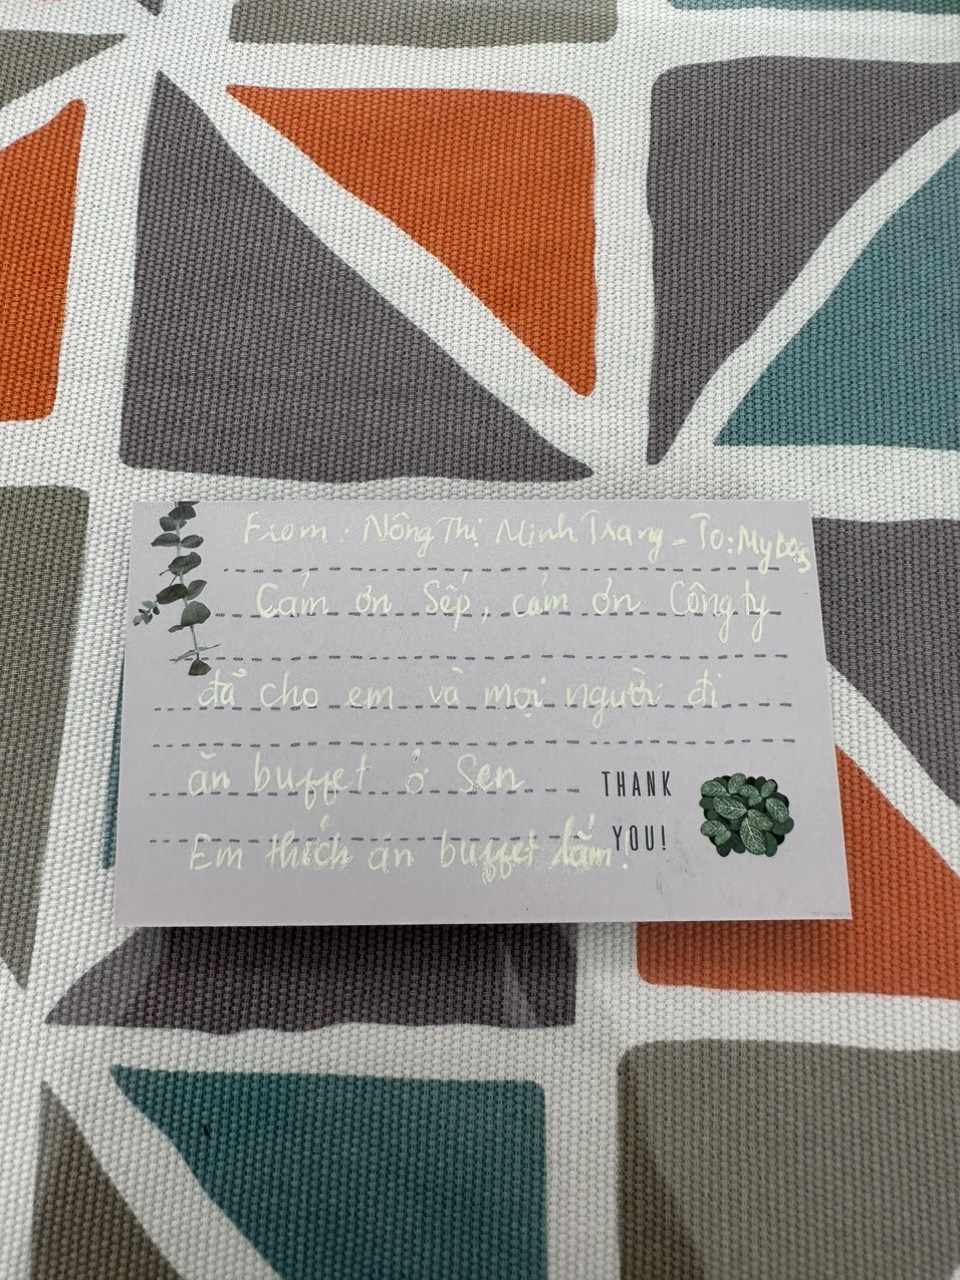 From: Nông Thị Minh Trang - To: My boss
Cảm ơn Sếp, cảm ơn Công ty
đã cho em và mọi người đi
ăn buffet ở Sen
Em thích ăn buffet lắm!
THANK
YOU!